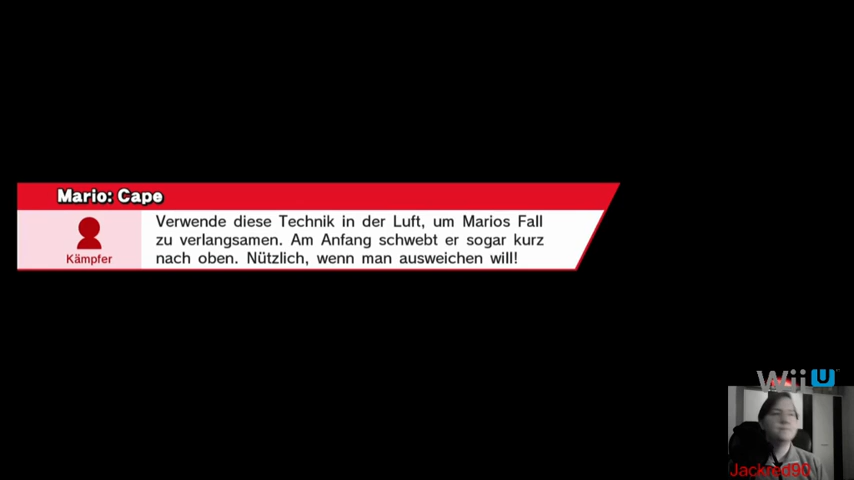 Mario: Cape
Verwende diese Technik in der Luft, um Marios Fall
zu verlangsamen. Am Anfang schwebt er sogar kurz
nach oben. Nützlich, wenn man ausweichen will!
Kämpfer
Wii U
Jackred90